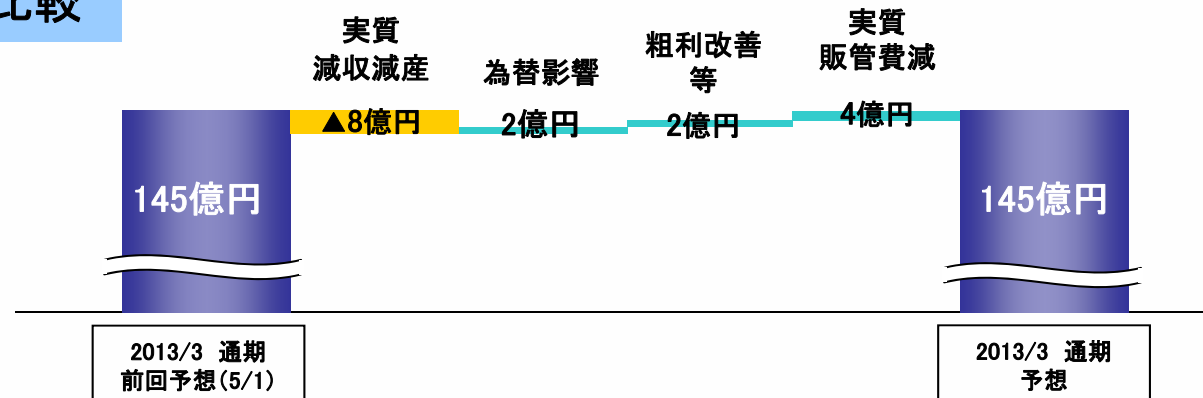 比較
実質
減収減産
為替影響
粗利改善
等
実質
販管費減
▲8億円
2億円
2億円
4億円
145億円
145億円
2013/3 通期
前回予想(5/1)
2013/3 通期
予想